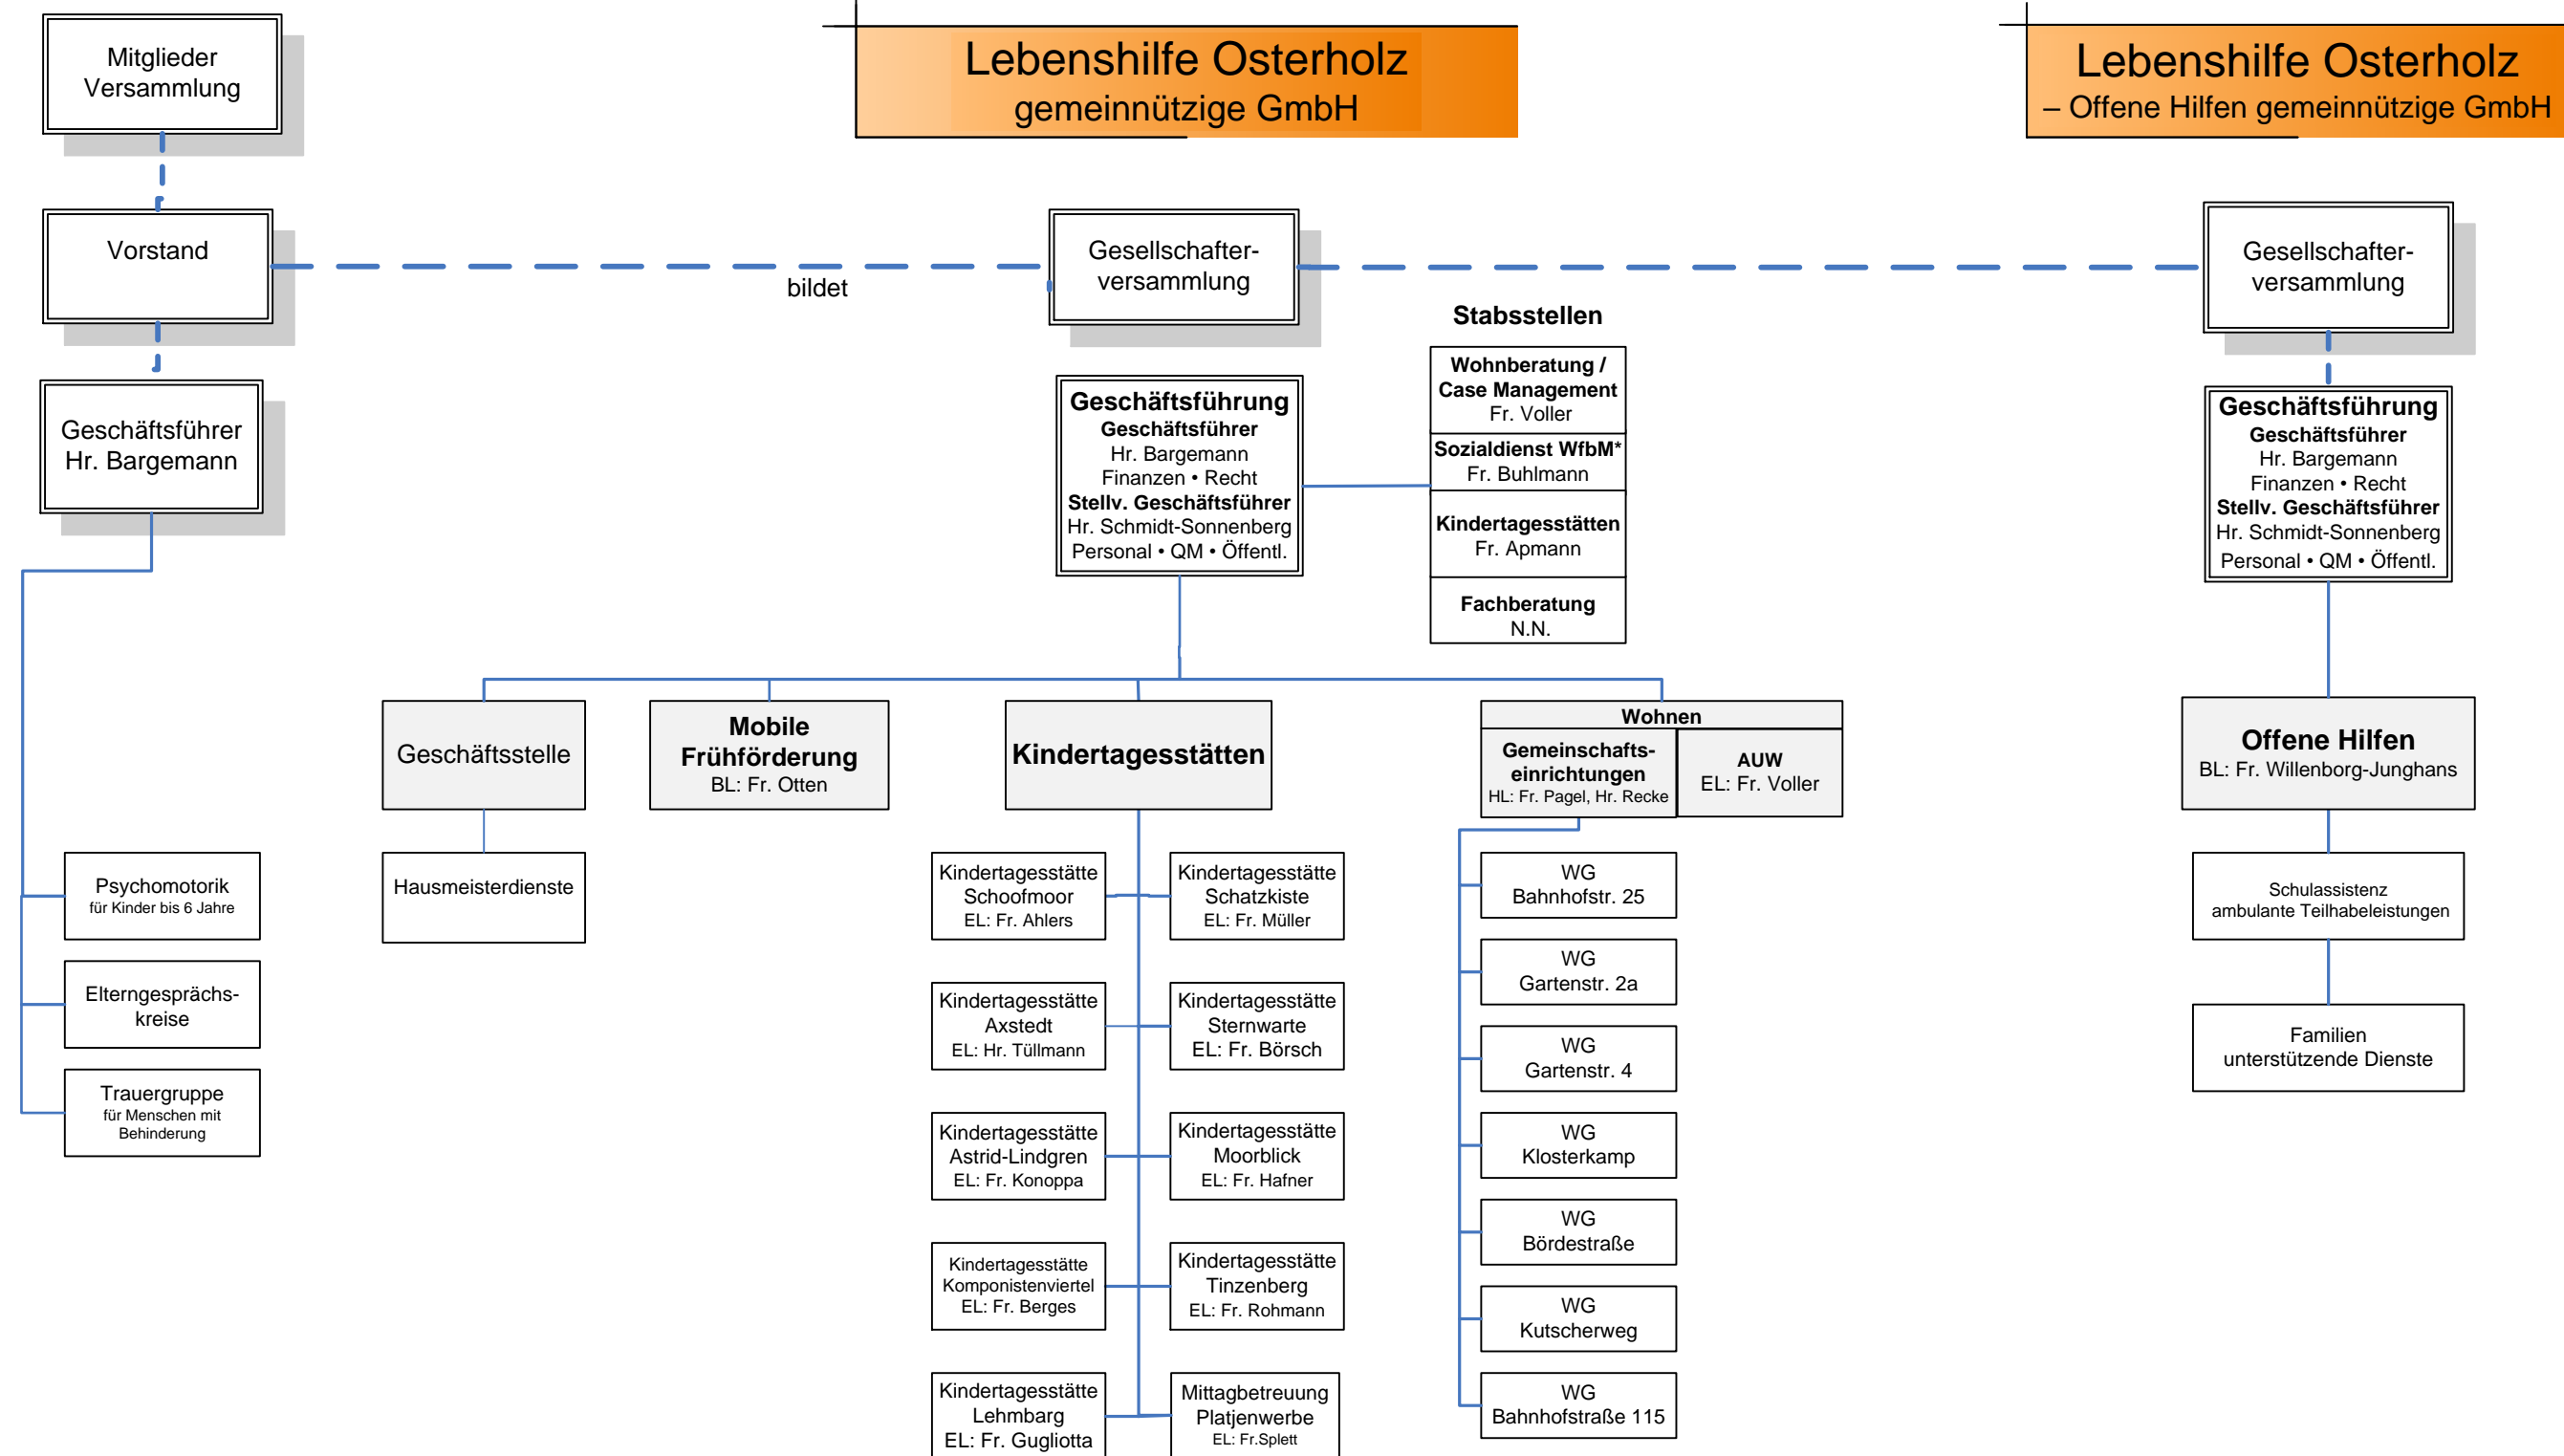 Mitglieder
Versammlung
Lebenshilfe Osterholz
gemeinnützige GmbH
Lebenshilfe Osterholz
– Offene Hilfen gemeinnützige GmbH
Vorstand
bildet
Gesellschafter-
versammlung
Gesellschafter-
versammlung
Geschäftsführer
Hr. Bargemann
Geschäftsführung
Geschäftsführer
Hr. Bargemann
Finanzen • Recht
Stellv. Geschäftsführer
Hr. Schmidt-Sonnenberg
Personal • QM • Öffentl.
Stabsstellen
Wohnberatung /
Case Management
Fr. Voller
Sozialdienst WfbM*
Fr. Buhlmann
Kindertagesstätten
Fr. Apmann
Fachberatung
N.N.
Geschäftsführung
Geschäftsführer
Hr. Bargemann
Finanzen • Recht
Stellv. Geschäftsführer
Hr. Schmidt-Sonnenberg
Personal • QM • Öffentl.
Geschäftsstelle
Mobile
Frühförderung
BL: Fr. Otten
Kindertagesstätten
Wohnen
Gemeinschafts-
einrichtungen
HL: Fr. Pagel, Hr. Recke
AUW
EL: Fr. Voller
Offene Hilfen
BL: Fr. Willenborg-Junghans
Psychomotorik
für Kinder bis 6 Jahre
Elterngesprächs-
kreise
Trauergruppe
für Menschen mit
Behinderung
Hausmeisterdienste
Kindertagesstätte
Schoofmoor
EL: Fr. Ahlers
Kindertagesstätte
Schatzkiste
EL: Fr. Müller
Kindertagesstätte
Axstedt
EL: Hr. Tüllmann
Kindertagesstätte
Sternwarte
EL: Fr. Börsch
Kindertagesstätte
Astrid-Lindgren
EL: Fr. Konoppa
Kindertagesstätte
Moorblick
EL: Fr. Hafner
Kindertagesstätte
Komponistenviertel
EL: Fr. Berges
Kindertagesstätte
Tinzenberg
EL: Fr. Rohmann
Kindertagesstätte
Lehmbarg
EL: Fr. Gugliotta
Mittagbetreuung
Platjenwerbe
EL: Fr.Splett
WG
Bahnhofstr. 25
WG
Gartenstr. 2a
WG
Gartenstr. 4
WG
Klosterkamp
WG
Bördestraße
WG
Kutscherweg
WG
Bahnhofstraße 115
Schulassistenz
ambulante Teilhabeleistungen
Familien
unterstützende Dienste